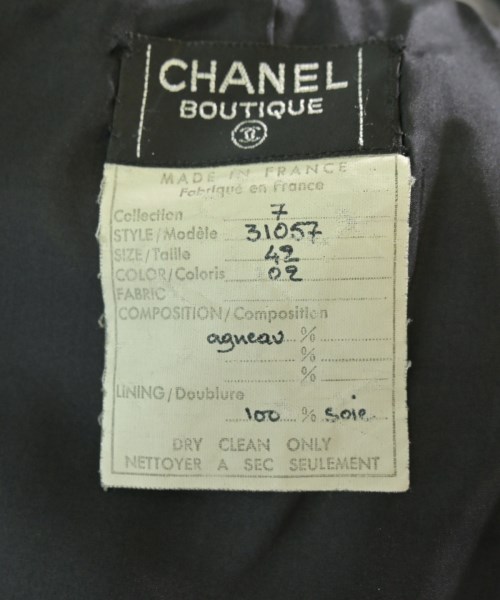 CHANEL
BOUTIQUE
MADE IN FRANCE
Fabriqué en France
Collection 7
STYLE/Modèle 31057
SIZE/Taille 42
COLOR/Coloris 02
FABRIC
COMPOSITION/Composition
agneau %
%
%
LINING/Doublure
100 % soie
DRY CLEAN ONLY
NETTOYER A SEC SEULEMENT